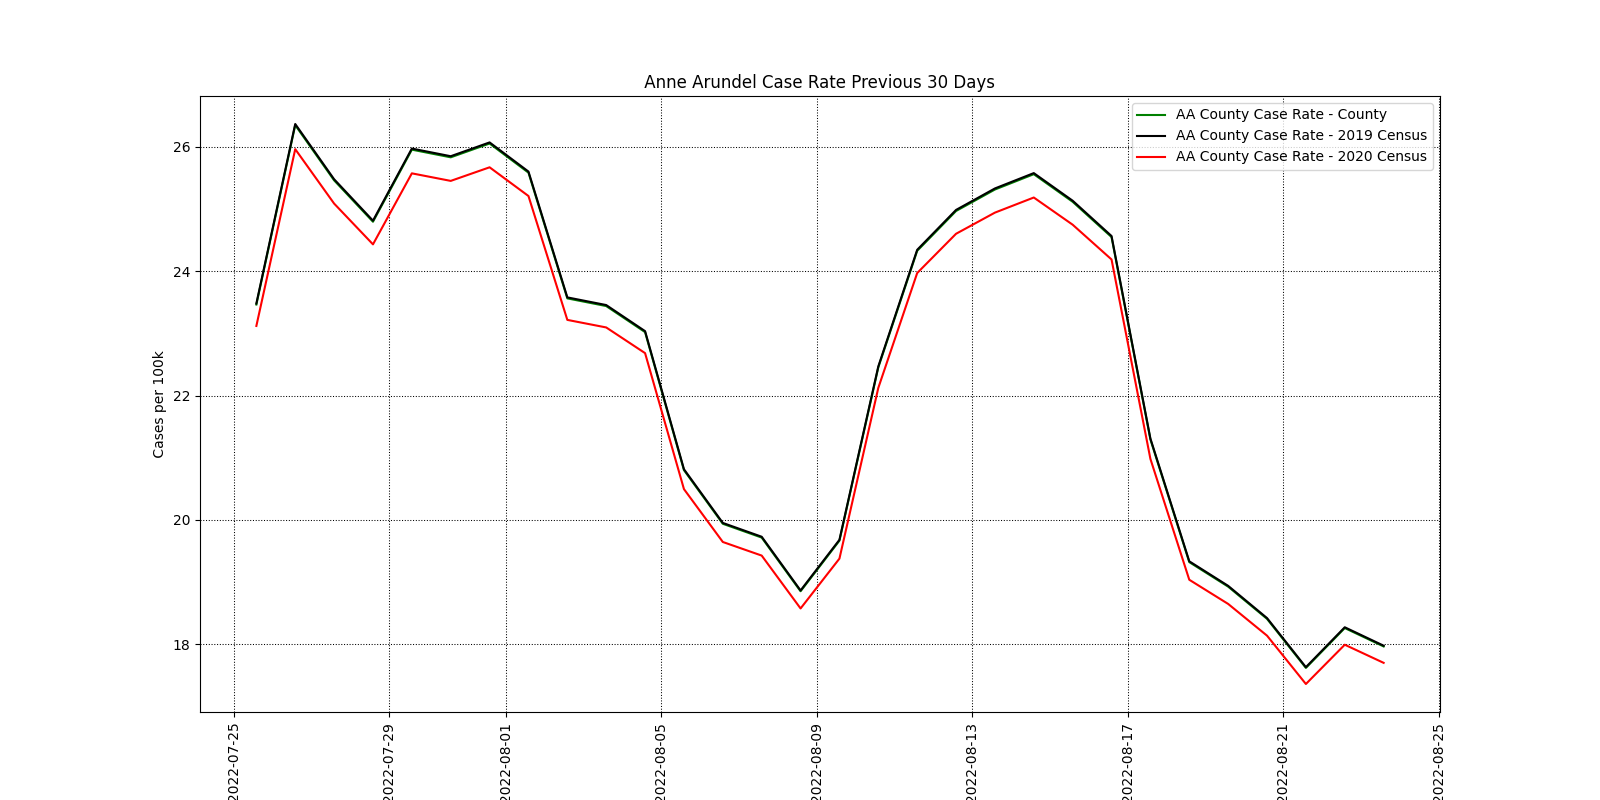 Anne Arundel Case Rate Previous 30 Days
AA County Case Rate - County
AA County Case Rate - 2019 Census
AA County Case Rate - 2020 Census
Cases per 100k
26
24
22
20
18
2022-07-25
2022-07-29
2022-08-01
2022-08-05
2022-08-09
2022-08-13
2022-08-17
2022-08-21
2022-08-25